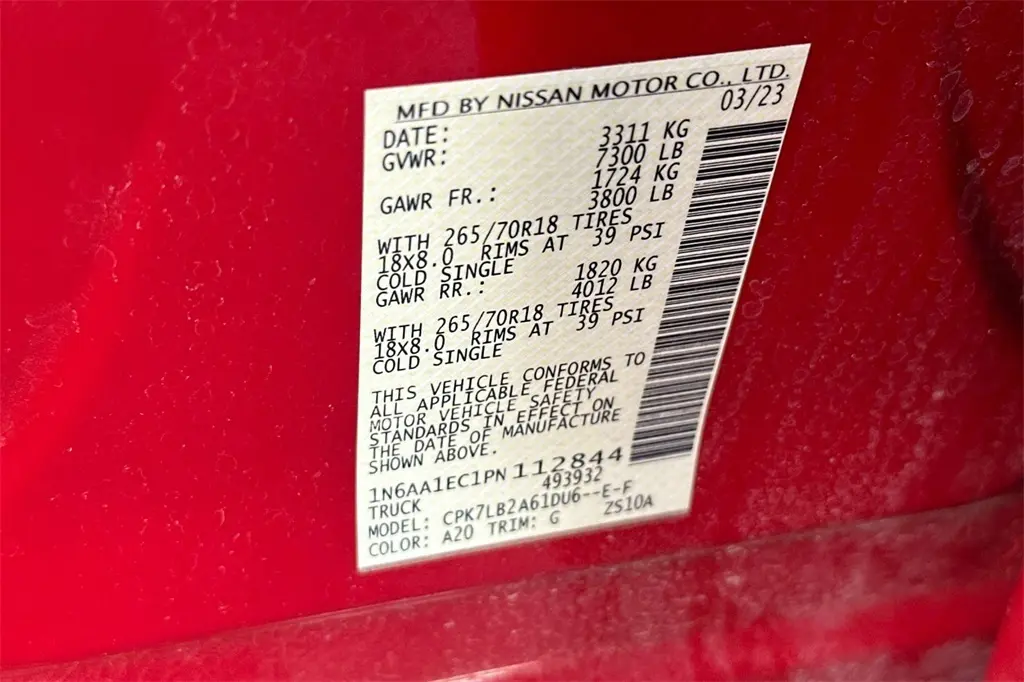 MFD BY NISSAN MOTOR CO., LTD.
DATE: 03/23
GVWR: 3311 KG
7300 LB
GAWR FR.: 1724 KG
3800 LB
WITH 265/70R18 TIRES
18X8.0 RIMS AT 39 PSI
COLD SINGLE
GAWR RR.: 1820 KG
4012 LB
WITH 265/70R18 TIRES
18X8.0 RIMS AT 39 PSI
COLD SINGLE
THIS VEHICLE CONFORMS TO
ALL APPLICABLE FEDERAL
MOTOR VEHICLE SAFETY
STANDARDS IN EFFECT ON
THE DATE OF MANUFACTURE
SHOWN ABOVE.
1N6AA1EC1PN112844
TRUCK 493932
MODEL: CPK7LB2A61DU6--E-F
COLOR: A20 TRIM: G ZS10A